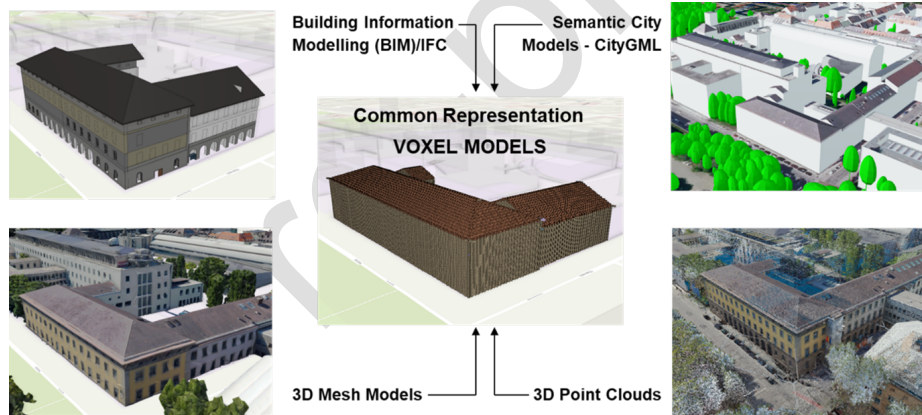 Building Information
Modelling (BIM)/IFC
Semantic City
Models - CityGML
Common Representation
VOXEL MODELS
3D Mesh Models
3D Point Clouds